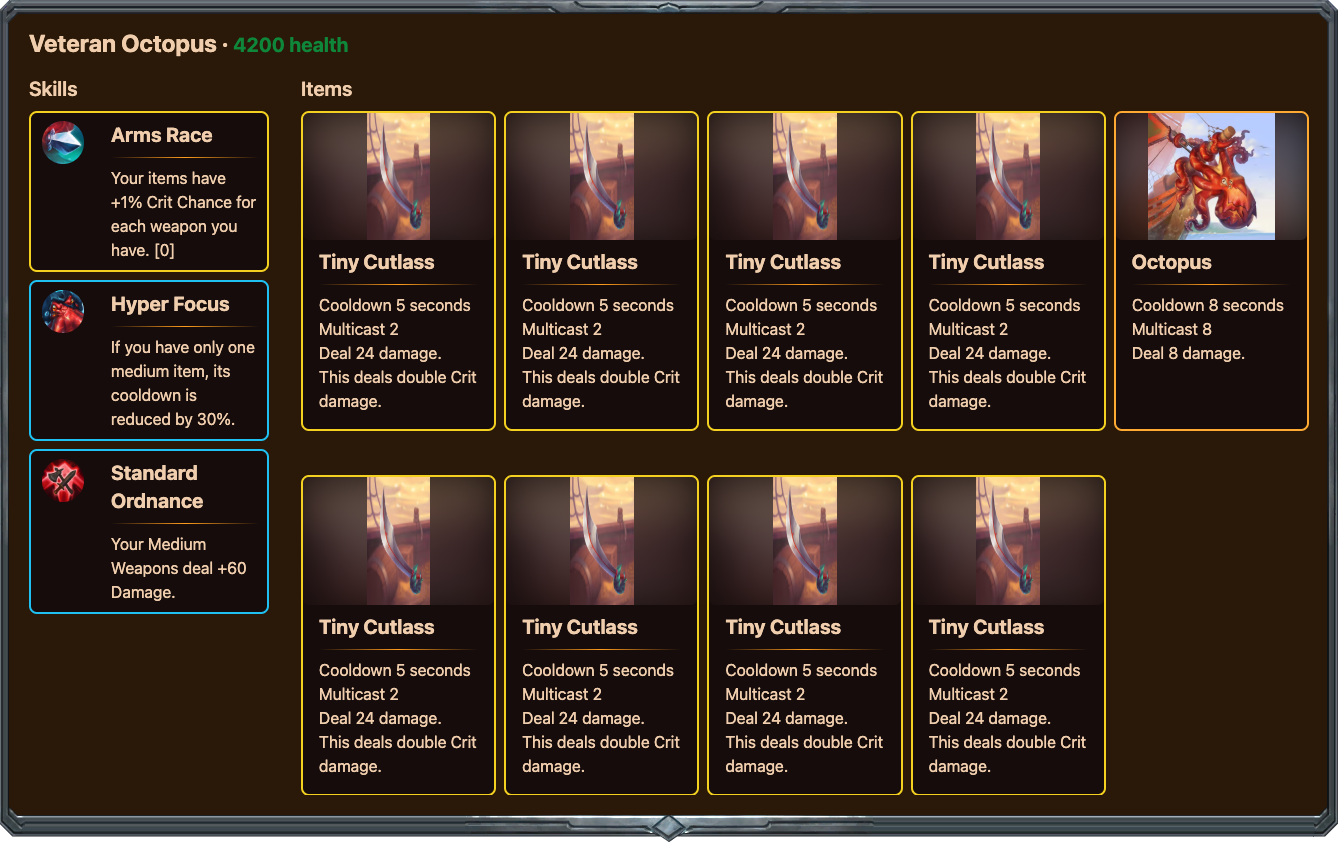 Veteran Octopus · 4200 health
Skills
Arms Race
Your items have
+1% Crit Chance for
each weapon you
have. [0]
Hyper Focus
If you have only one
medium item, its
cooldown is
reduced by 30%.
Standard
Ordnance
Your Medium
Weapons deal +60
Damage.
Items
Tiny Cutlass
Cooldown 5 seconds
Multicast 2
Deal 24 damage.
This deals double Crit
damage.
Tiny Cutlass
Cooldown 5 seconds
Multicast 2
Deal 24 damage.
This deals double Crit
damage.
Tiny Cutlass
Cooldown 5 seconds
Multicast 2
Deal 24 damage.
This deals double Crit
damage.
Tiny Cutlass
Cooldown 5 seconds
Multicast 2
Deal 24 damage.
This deals double Crit
damage.
Octopus
Cooldown 8 seconds
Multicast 8
Deal 8 damage.
Tiny Cutlass
Cooldown 5 seconds
Multicast 2
Deal 24 damage.
This deals double Crit
damage.
Tiny Cutlass
Cooldown 5 seconds
Multicast 2
Deal 24 damage.
This deals double Crit
damage.
Tiny Cutlass
Cooldown 5 seconds
Multicast 2
Deal 24 damage.
This deals double Crit
damage.
Tiny Cutlass
Cooldown 5 seconds
Multicast 2
Deal 24 damage.
This deals double Crit
damage.